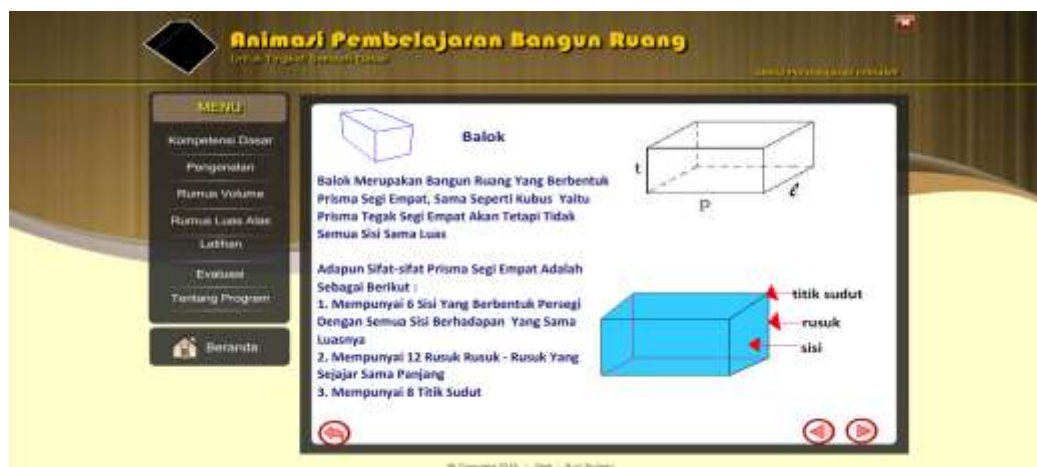 Animasi Pembelajaran Bangun Ruang
Untuk Tingkat Sekolah Dasar
MENU
Kompetensi Dasar
Pengenalan
Rumus Volume
Rumus Luas Alas
Latihan
Evaluasi
Tentang Program
Beranda
Balok
Balok Merupakan Bangun Ruang Yang Berbentuk
Prisma Segi Empat, Sama Seperti Kubus Yaitu
Prisma Tegak Segi Empat Akan Tetapi Tidak
Semua Sisi Sama Luas
Adapun Sifat-sifat Prisma Segi Empat Adalah
Sebagai Berikut :
1. Mempunyai 6 Sisi Yang Berbentuk Persegi
Dengan Semua Sisi Berhadapan Yang Sama
Luasnya
2. Mempunyai 12 Rusuk Rusuk - Rusuk Yang
Sejajar Sama Panjang
3. Mempunyai 8 Titik Sudut
t
p
ℓ
titik sudut
rusuk
sisi